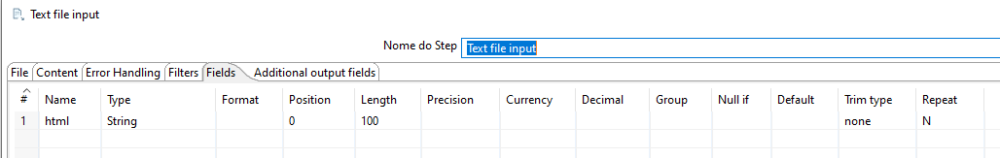 Text file input
Nome do Step Text file input
File Content Error Handling Filters Fields Additional output fields
# Name Type Format Position Length Precision Currency Decimal Group Null if Default Trim type Repeat
1 html String 0 100 none N